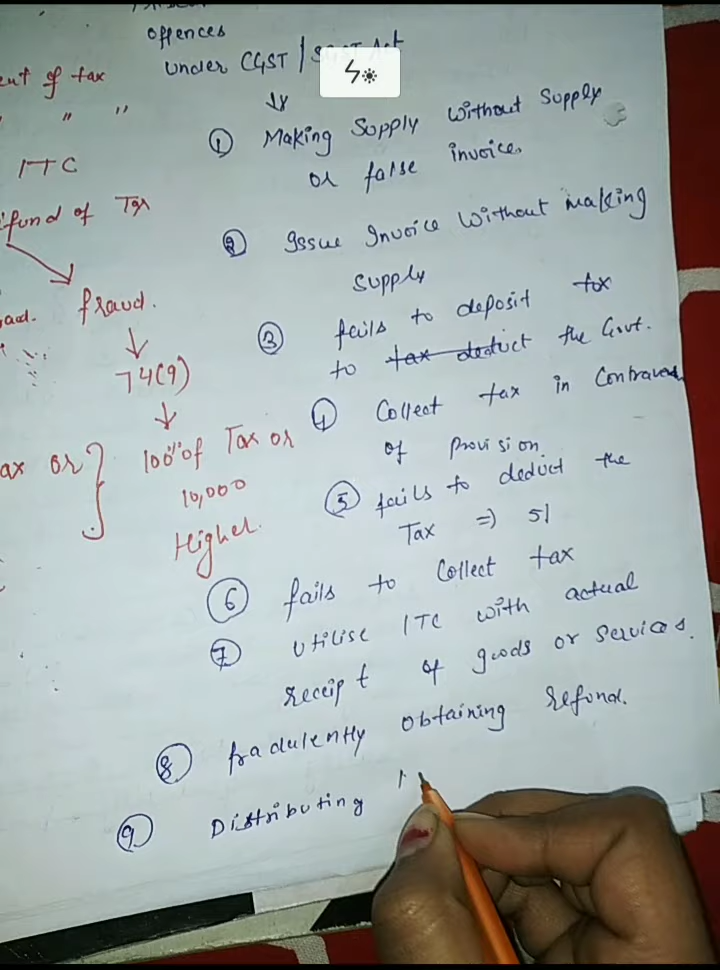 offences
under CGST / SGST Act
① Making Supply without Supply
or false invoice.
② Issue Invoice without making
supply
③ fails to deposit tax
to tax deduct the Govt.
④ Collect tax in Contraven
of provision.
⑤ fails to deduct the
Tax => 51
⑥ fails to Collect tax
⑦ utilise ITC with actual
receipt of goods or services.
⑧ fradulently obtaining refund.
⑨ Distributing
ent of tax
" " "
ITC
fund of Tax
fraud.
74(9)
ax or } 100% of Tax or
10,000
Higher.